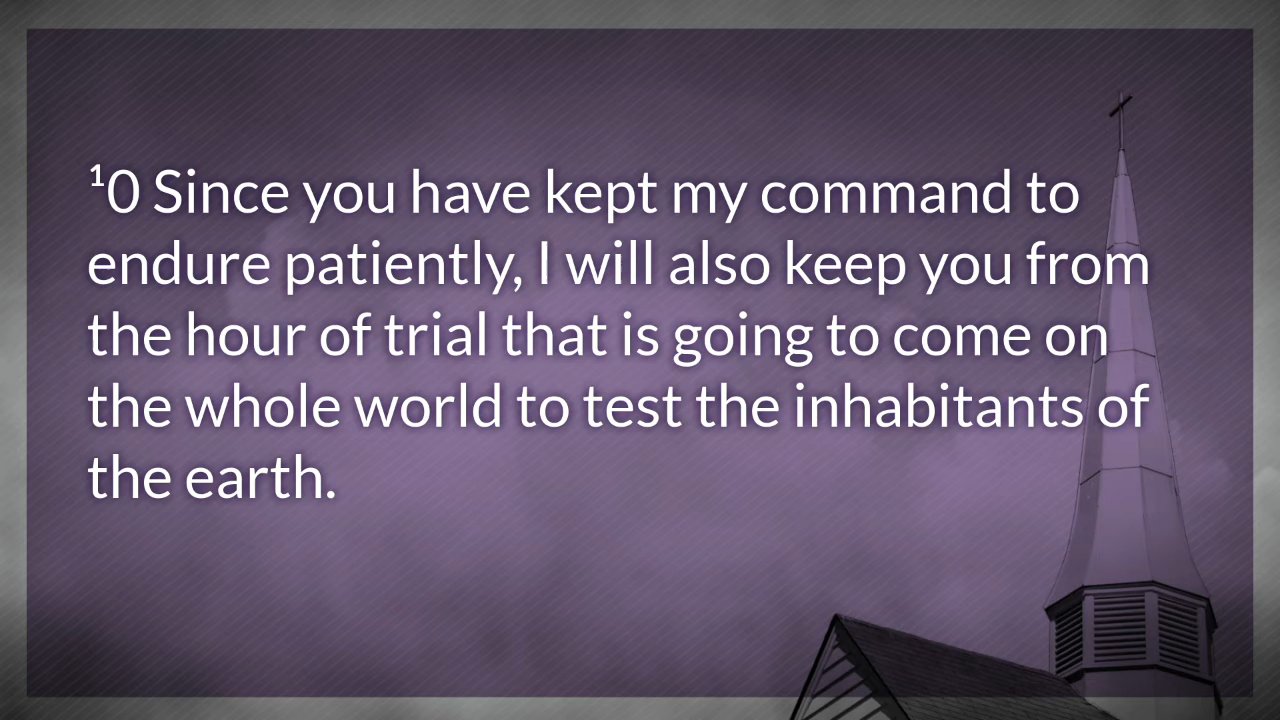 ¹0 Since you have kept my command to
endure patiently, I will also keep you from
the hour of trial that is going to come on
the whole world to test the inhabitants of
the earth.